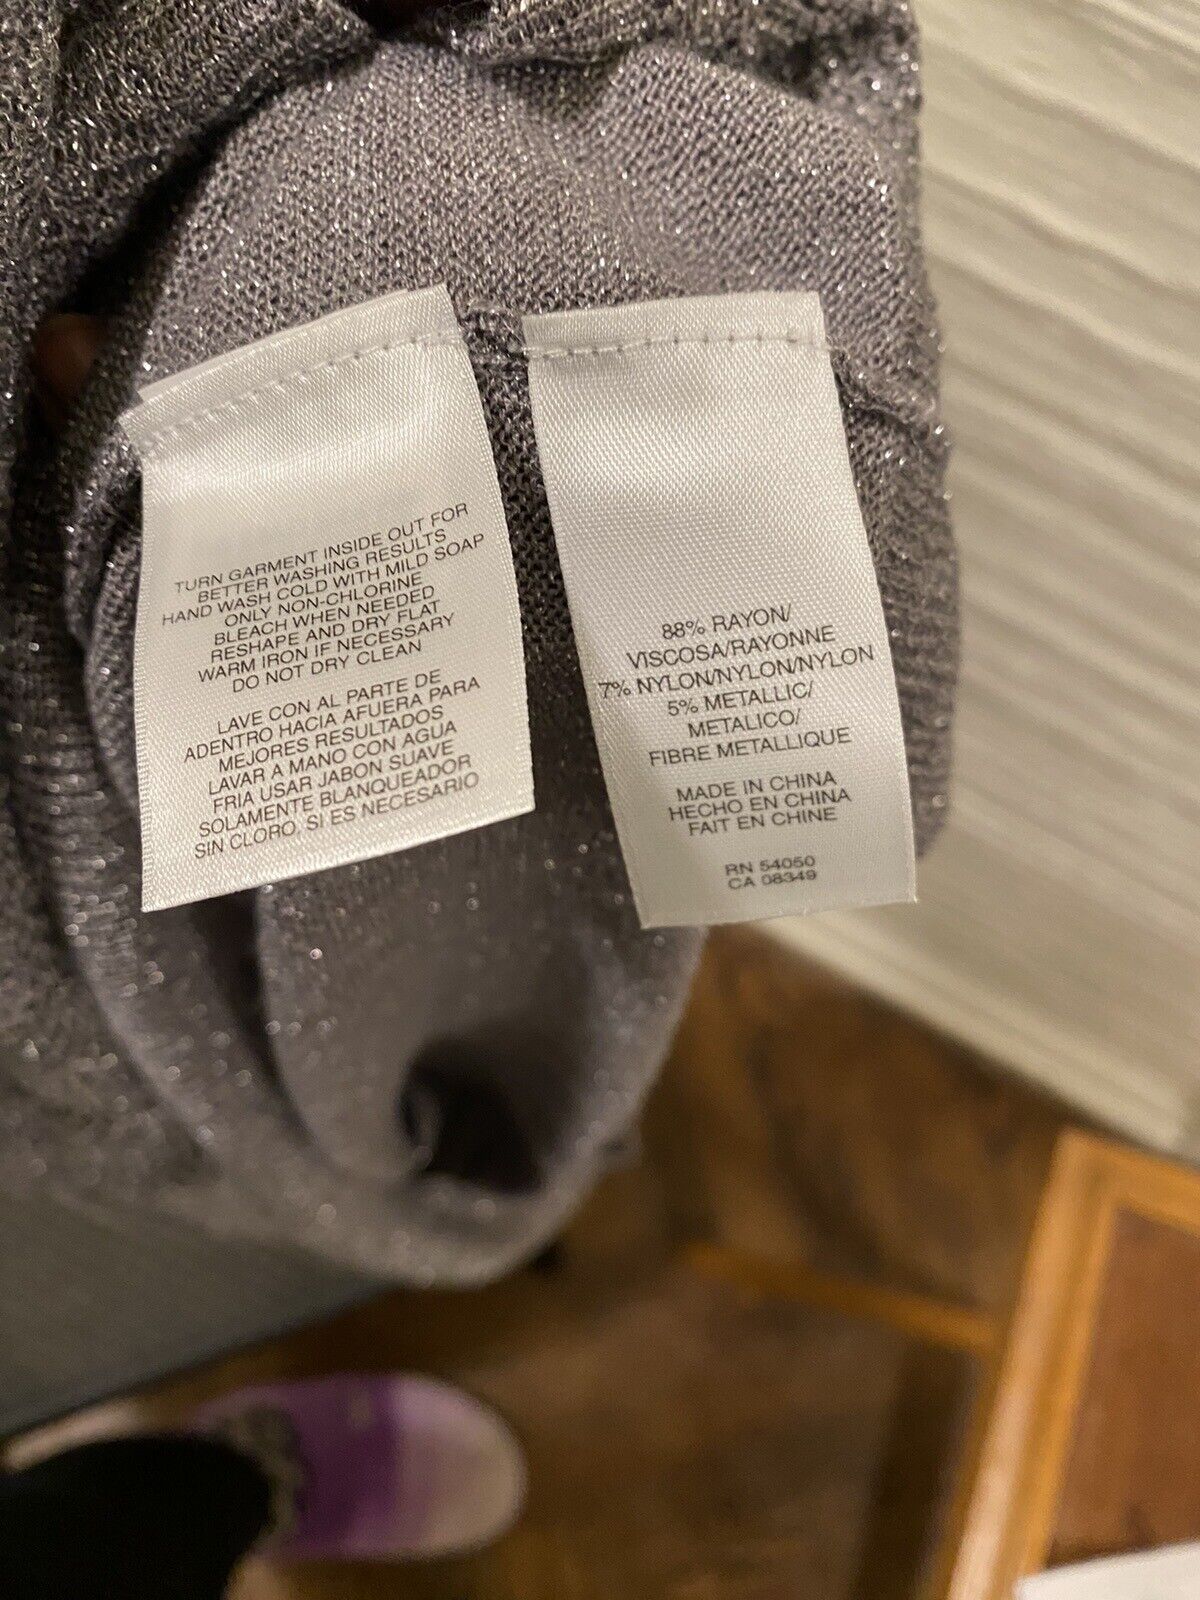 TURN GARMENT INSIDE OUT FOR
BETTER WASHING RESULTS
HAND WASH COLD WITH MILD SOAP
ONLY NON-CHLORINE
BLEACH WHEN NEEDED
RESHAPE AND DRY FLAT
WARM IRON IF NECESSARY
DO NOT DRY CLEAN
LAVE CON AL PARTE DE
ADENTRO HACIA AFUERA PARA
MEJORES RESULTADOS
LAVAR A MANO CON AGUA
FRIA USAR JABON SUAVE
SOLAMENTE BLANQUEADOR
SIN CLORO, SI ES NECESARIO
88% RAYON/
VISCOSA/RAYONNE
7% NYLON/NYLON/NYLON
5% METALLIC/
METALICO/
FIBRE METALLIQUE
MADE IN CHINA
HECHO EN CHINA
FAIT EN CHINE
RN 54050
CA 08349